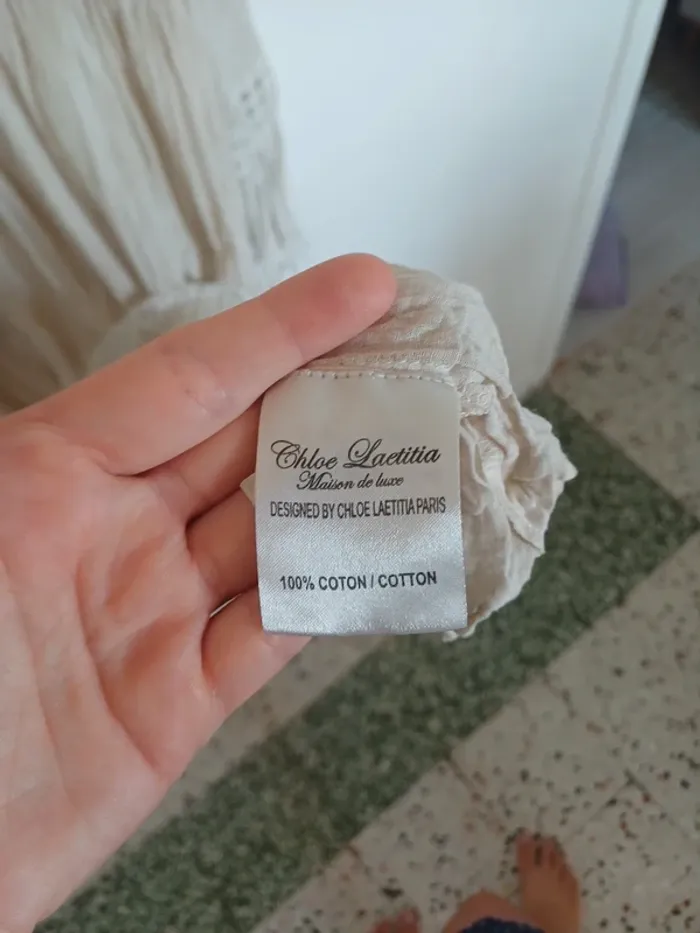 Chloe Laetitia
Maison de luxe
DESIGNED BY CHLOE LAETITIA PARIS
100% COTON / COTTON